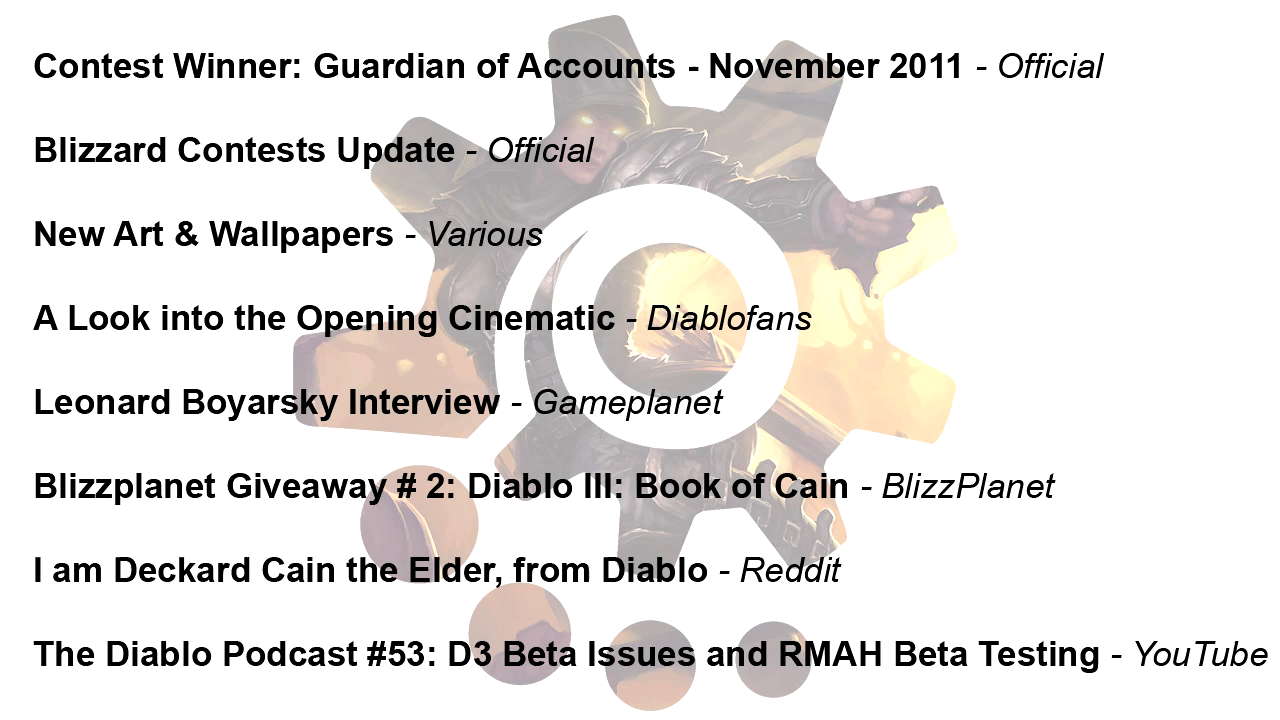 Contest Winner: Guardian of Accounts - November 2011 - Official
Blizzard Contests Update - Official
New Art & Wallpapers - Various
A Look into the Opening Cinematic - Diablofans
Leonard Boyarsky Interview - Gameplanet
Blizzplanet Giveaway # 2: Diablo III: Book of Cain - BlizzPlanet
I am Deckard Cain the Elder, from Diablo - Reddit
The Diablo Podcast #53: D3 Beta Issues and RMAH Beta Testing - YouTube